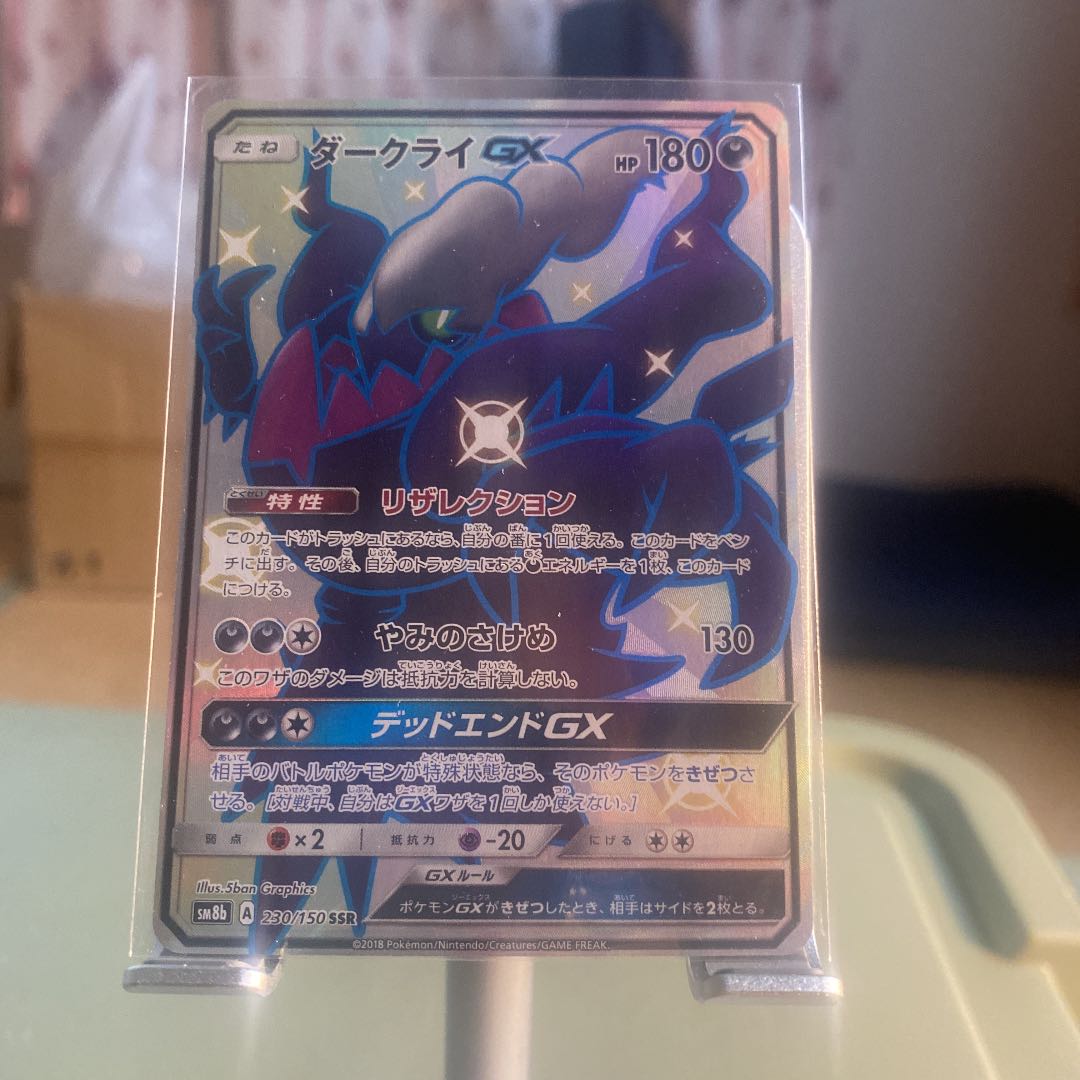 たね ダークライGX HP 180
とくせい 特性 リザレクション
このカードがトラッシュにあるなら、自分の番に1回使える。このカードをベン
チに出す。その後、自分のトラッシュにあるエネルギーを1枚、このカード
につける。
やみのさけめ 130
このワザのダメージは抵抗力を計算しない。
デッドエンドGX
相手のバトルポケモンが特殊状態なら、そのポケモンをきぜつさ
せる。[対戦中、自分はGXワザを1回しか使えない。]
弱点 ×2 抵抗力 -20 にげる
GXルール
ポケモンGXがきぜつしたとき、相手はサイドを2枚とる。
Illus.5ban Graphics
SM8b A 230/150 SSR
©2018 Pokémon/Nintendo/Creatures/GAME FREAK.